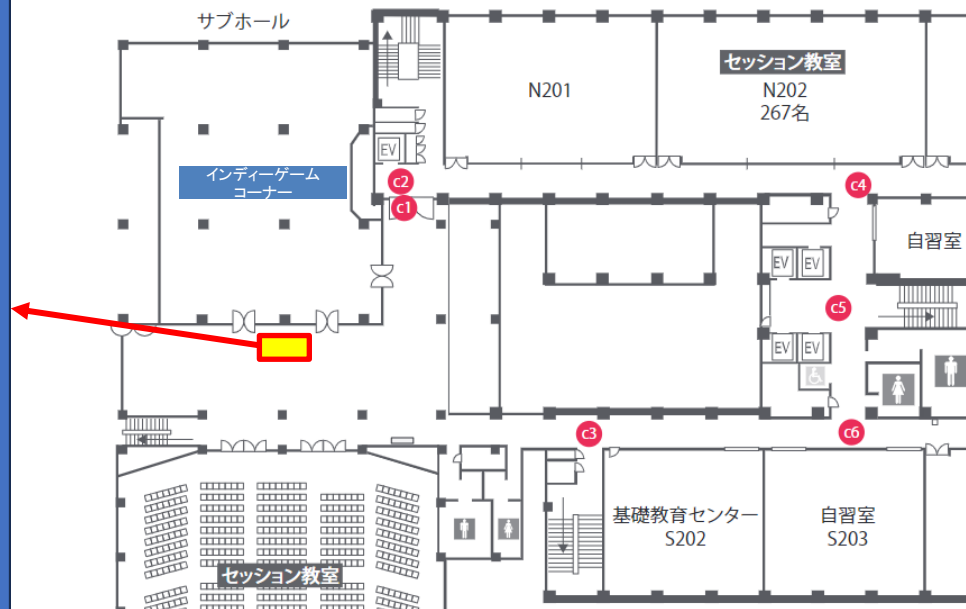 サブホール
N201
セッション教室
N202
267名
EV
インディーゲーム
コーナー
c2
c1
c4
自習室
EV
EV
c5
EV
EV
c3
c6
基礎教育センター
S202
自習室
S203
セッション教室